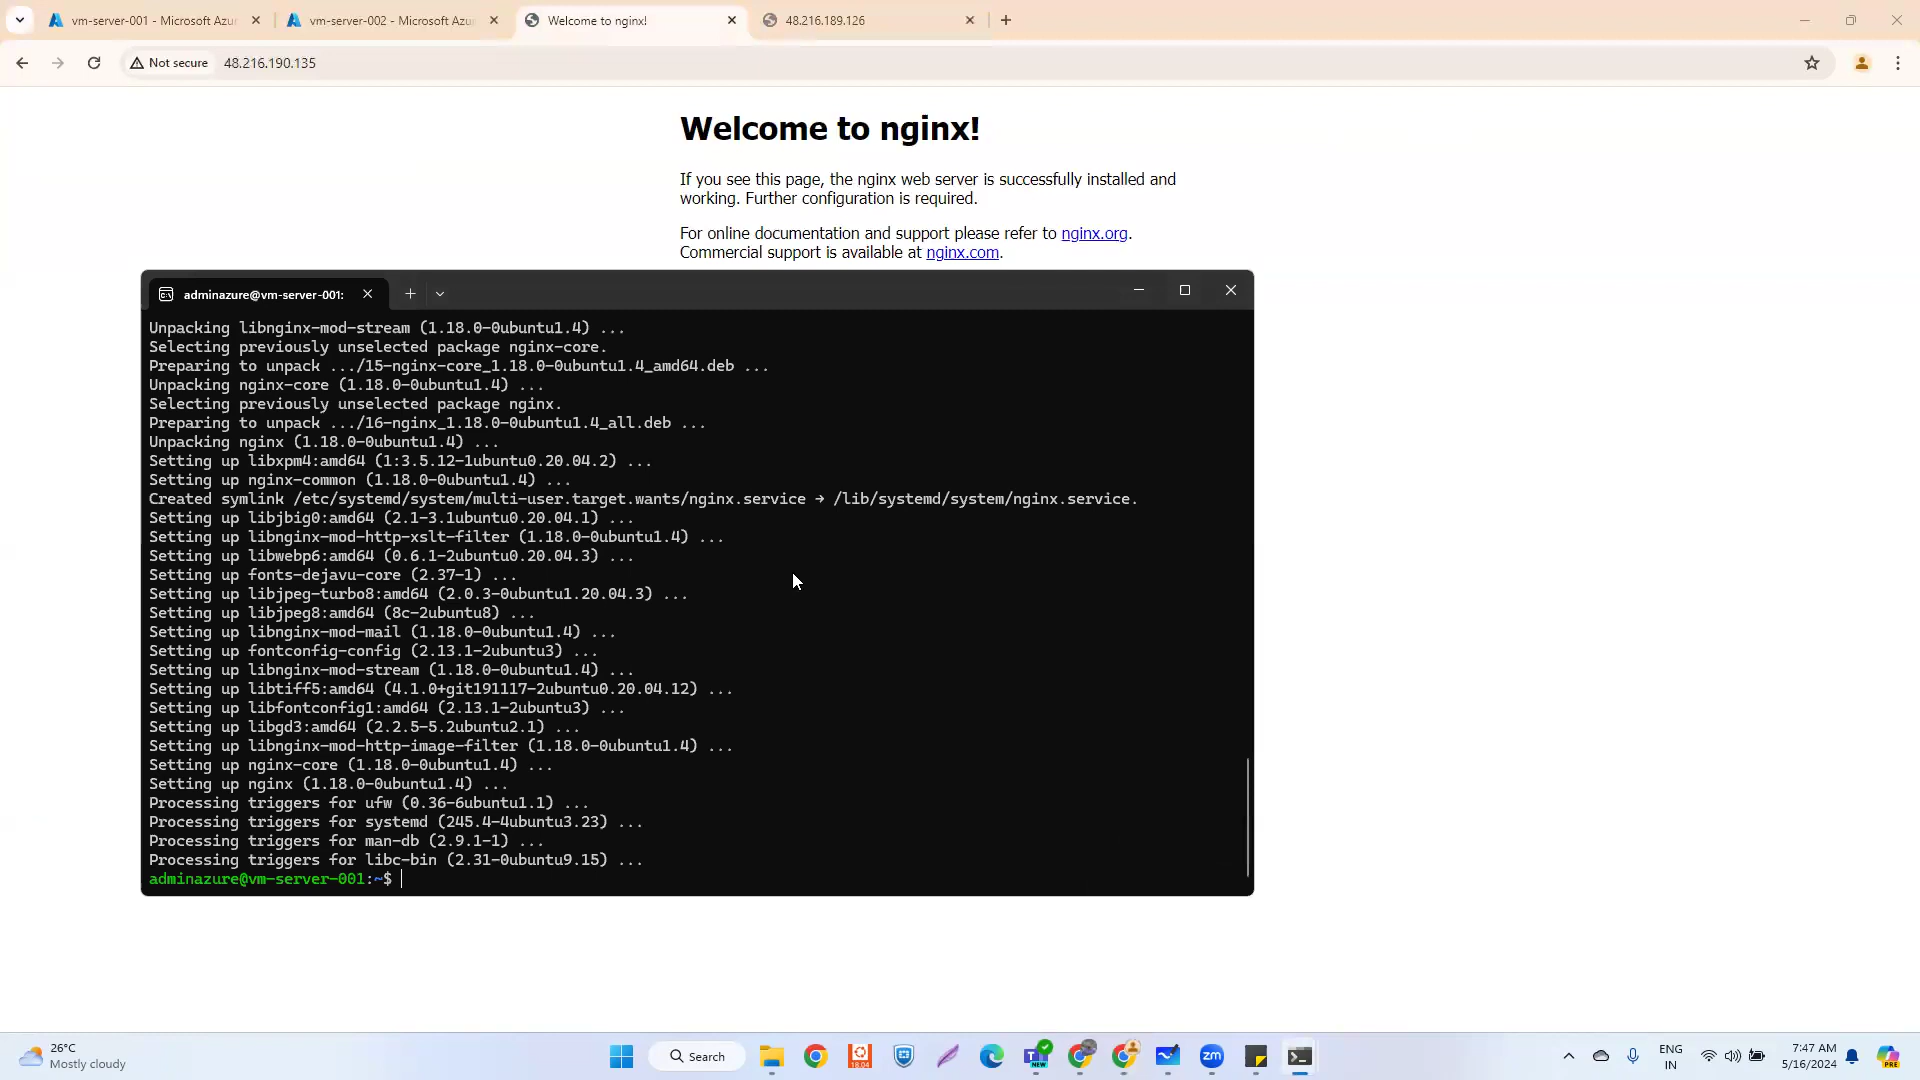 vm-server-001 - Microsoft Azur
vm-server-002 - Microsoft Azur
Welcome to nginx!
48.216.189.126
Not secure
48.216.190.135
Welcome to nginx!
If you see this page, the nginx web server is successfully installed and
working. Further configuration is required.
For online documentation and support please refer to nginx.org.
Commercial support is available at nginx.com.
adminazure@vm-server-001:
Unpacking libnginx-mod-stream (1.18.0-0ubuntu1.4) ...
Selecting previously unselected package nginx-core.
Preparing to unpack .../15-nginx-core_1.18.0-0ubuntu1.4_amd64.deb ...
Unpacking nginx-core (1.18.0-0ubuntu1.4) ...
Selecting previously unselected package nginx.
Preparing to unpack .../16-nginx_1.18.0-0ubuntu1.4_all.deb ...
Unpacking nginx (1.18.0-0ubuntu1.4) ...
Setting up libxpm4:amd64 (1:3.5.12-1ubuntu0.20.04.2) ...
Setting up nginx-common (1.18.0-0ubuntu1.4) ...
Created symlink /etc/systemd/system/multi-user.target.wants/nginx.service → /lib/systemd/system/nginx.service.
Setting up libjbig0:amd64 (2.1-3.1ubuntu0.20.04.1) ...
Setting up libnginx-mod-http-xslt-filter (1.18.0-0ubuntu1.4) ...
Setting up libwebp6:amd64 (0.6.1-2ubuntu0.20.04.3) ...
Setting up fonts-dejavu-core (2.37-1) ...
Setting up libjpeg-turbo8:amd64 (2.0.3-0ubuntu1.20.04.3) ...
Setting up libjpeg8:amd64 (8c-2ubuntu8) ...
Setting up libnginx-mod-mail (1.18.0-0ubuntu1.4) ...
Setting up fontconfig-config (2.13.1-2ubuntu3) ...
Setting up libnginx-mod-stream (1.18.0-0ubuntu1.4) ...
Setting up libtiff5:amd64 (4.1.0+git191117-2ubuntu0.20.04.12) ...
Setting up libfontconfig1:amd64 (2.13.1-2ubuntu3) ...
Setting up libgd3:amd64 (2.2.5-5.2ubuntu2.1) ...
Setting up libnginx-mod-http-image-filter (1.18.0-0ubuntu1.4) ...
Setting up nginx-core (1.18.0-0ubuntu1.4) ...
Setting up nginx (1.18.0-0ubuntu1.4) ...
Processing triggers for ufw (0.36-6ubuntu1.1) ...
Processing triggers for systemd (245.4-4ubuntu3.23) ...
Processing triggers for man-db (2.9.1-1) ...
Processing triggers for libc-bin (2.31-0ubuntu9.15) ...
adminazure@vm-server-001:~$
26°C
Mostly cloudy
Search
18.04
NEW
zm
ENG
IN
7:47 AM
5/16/2024
PRE